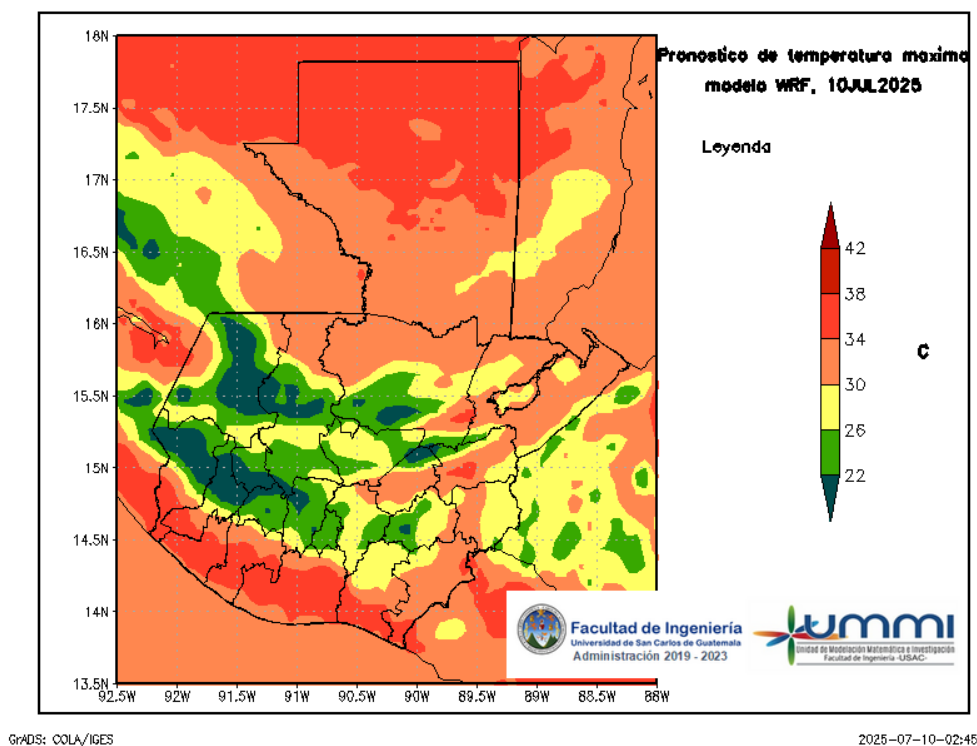 Pronostico de temperatura maxima
modelo WRF, 10JUL2025
Leyenda
42
38
34
30
26
22
C
18N
17.5N
17N
16.5N
16N
15.5N
15N
14.5N
14N
13.5N
92.5W 92W 91.5W 91W 90.5W 90W 89.5W 89W 88.5W 88W
Facultad de Ingeniería
Universidad de San Carlos de Guatemala
Administración 2019 - 2023
ummi
Unidad de Modelación Matemática e Investigación
Facultad de Ingeniería -USAC-
GrADS: COLA/IGES
2025-07-10-02:45